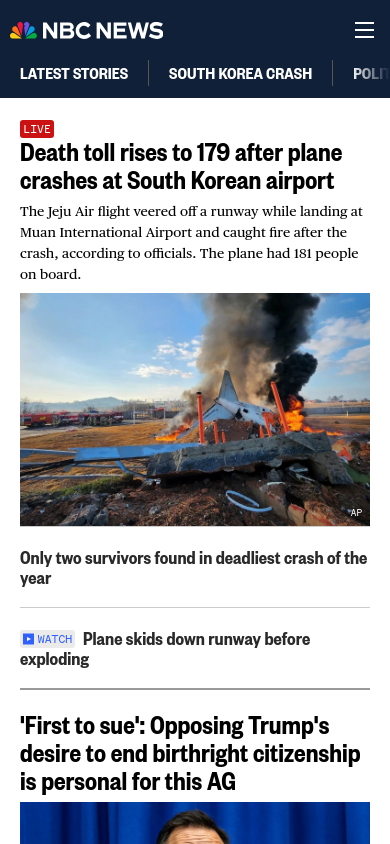 NBC NEWS
LATEST STORIES
SOUTH KOREA CRASH
LIVE
Death toll rises to 179 after plane
crashes at South Korean airport
The Jeju Air flight veered off a runway while landing at
Muan International Airport and caught fire after the
crash, according to officials. The plane had 181 people
on board.
AP
Only two survivors found in deadliest crash of the
year
WATCH Plane skids down runway before
exploding
'First to sue': Opposing Trump's
desire to end birthright citizenship
is personal for this AG